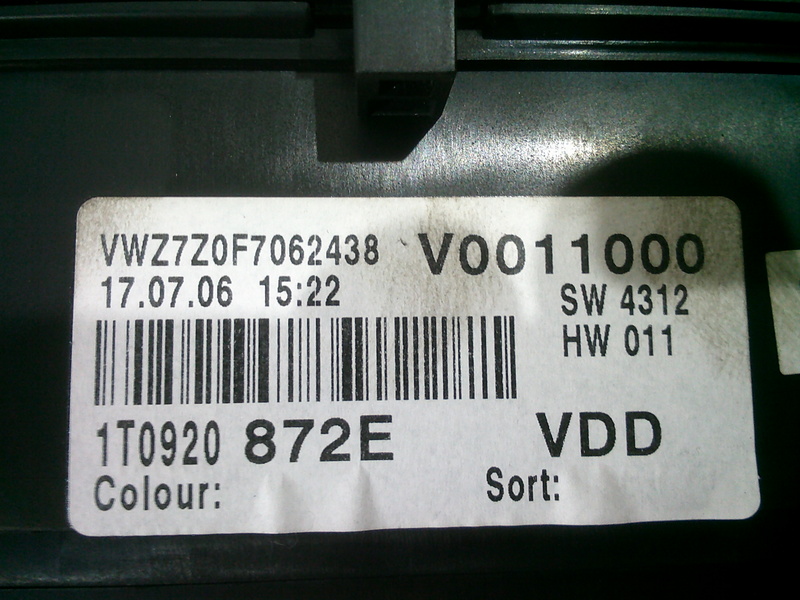 VWZ7Z0F7062438 V0011000
17.07.06 15:22 SW 4312
HW 011
1T0920 872E VDD
Colour: Sort: